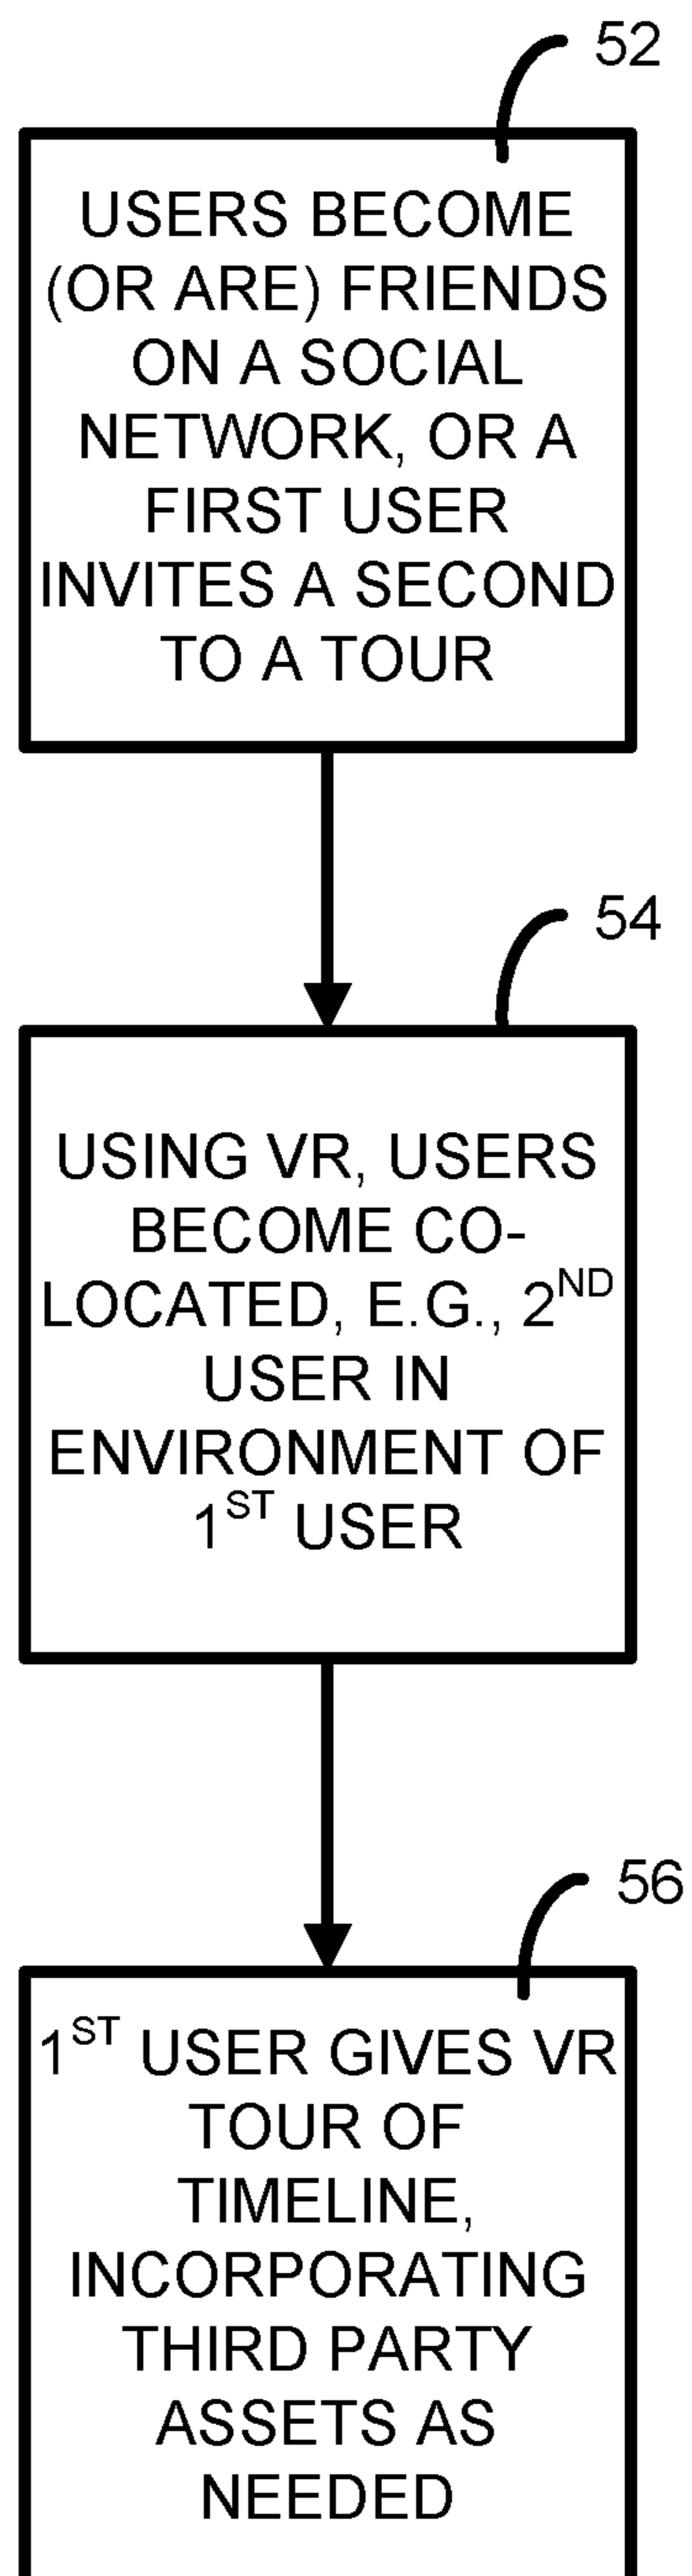 52
USERS BECOME
(OR ARE) FRIENDS
ON A SOCIAL
NETWORK, OR A
FIRST USER
INVITES A SECOND
TO A TOUR
54
USING VR, USERS
BECOME CO-
LOCATED, E.G., 2ND
USER IN
ENVIRONMENT OF
1ST USER
56
1ST USER GIVES VR
TOUR OF
TIMELINE,
INCORPORATING
THIRD PARTY
ASSETS AS
NEEDED